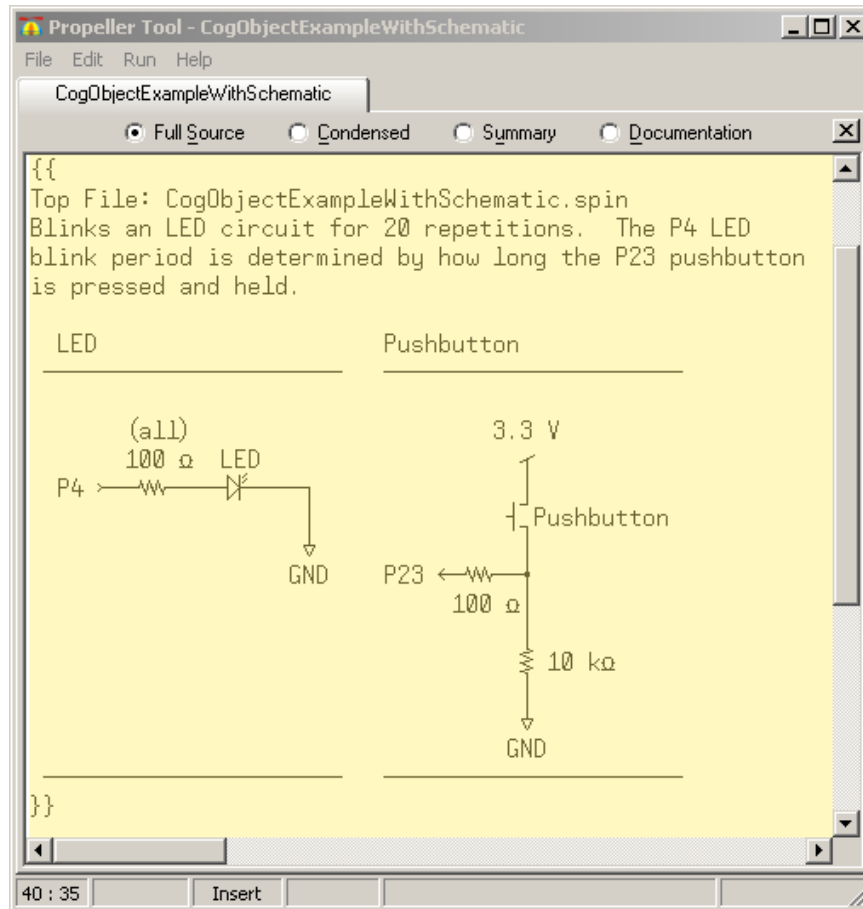 Propeller Tool - CogObjectExampleWithSchematic
File Edit Run Help
CogObjectExampleWithSchematic
Full Source Condensed Summary Documentation
{{
Top File: CogObjectExampleWithSchematic.spin
Blinks an LED circuit for 20 repetitions.  The P4 LED
blink period is determined by how long the P23 pushbutton
is pressed and held.
LED Pushbutton
(all) 3.3 V
100 Ω LED
P4
Pushbutton
GND P23
100 Ω
10 kΩ
GND
}}
40 : 35 Insert